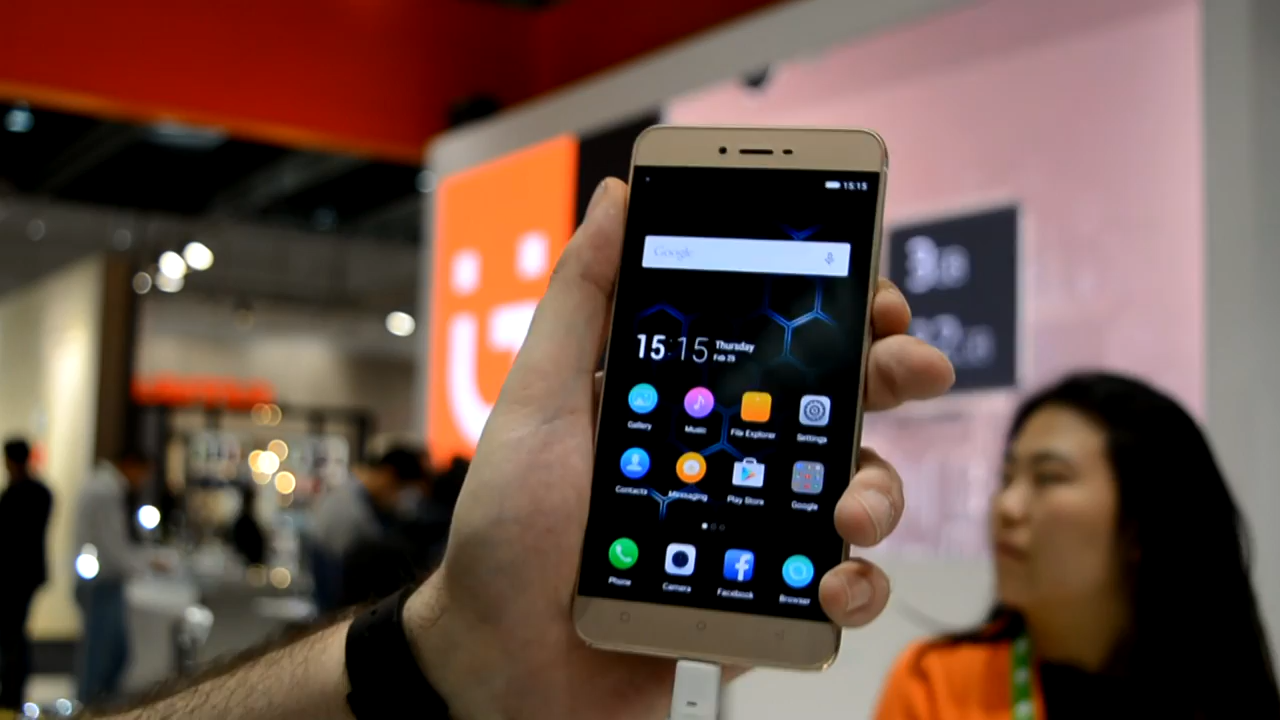 15:15
Google
15:15
Thursday
Feb 25
Gallery
Music
File Explorer
Settings
Contacts
Messaging
Play Store
Google
Phone
Camera
Facebook
Browser